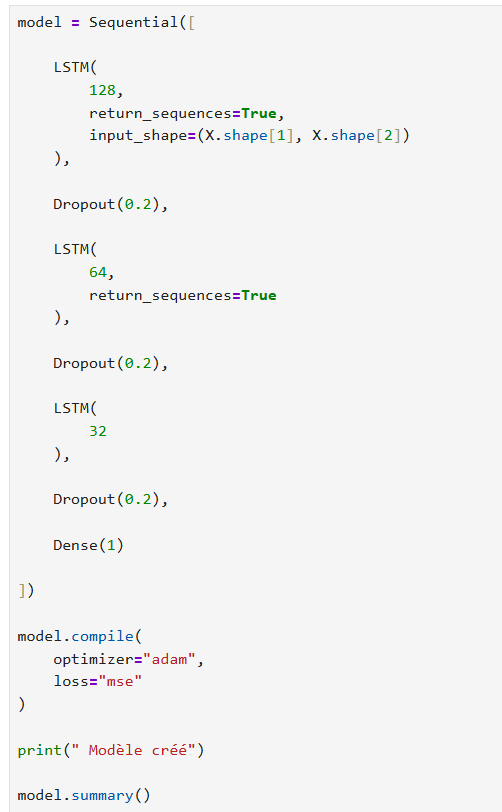 model = Sequential([
    LSTM(
        128,
        return_sequences=True,
        input_shape=(X.shape[1], X.shape[2])
    ),
    Dropout(0.2),
    LSTM(
        64,
        return_sequences=True
    ),
    Dropout(0.2),
    LSTM(
        32
    ),
    Dropout(0.2),
    Dense(1)
])
model.compile(
    optimizer="adam",
    loss="mse"
)
print(" Modèle créé")
model.summary()